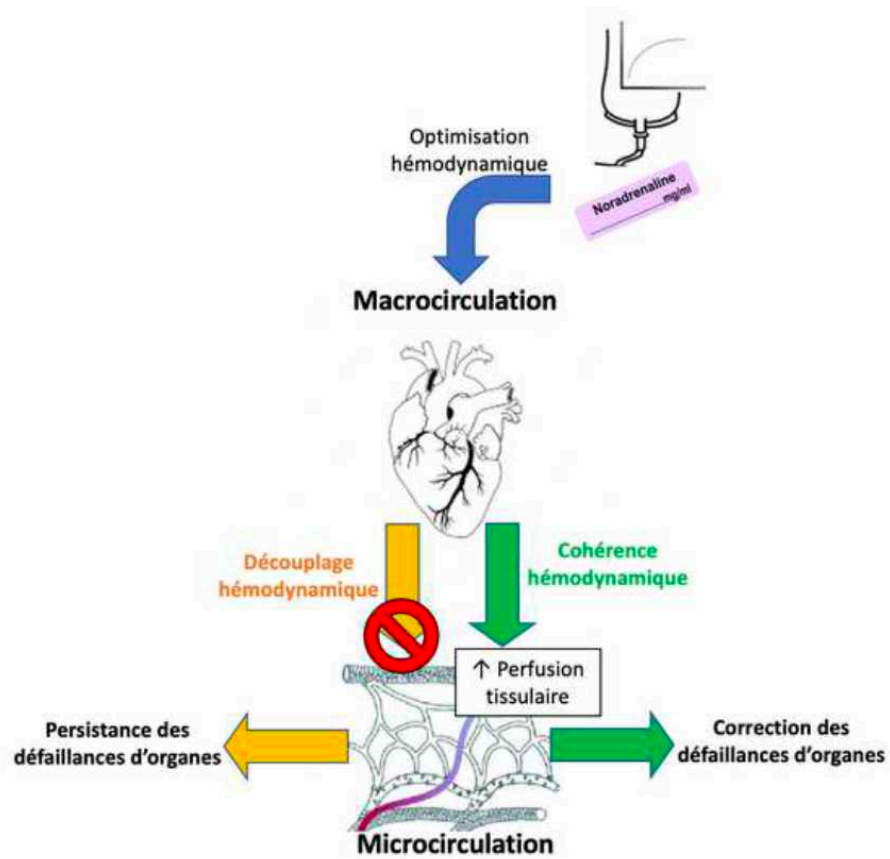 Optimisation
hémodynamique
Noradrenaline
mg/ml
Macrocirculation
Découplage
hémodynamique
Cohérence
hémodynamique
↑ Perfusion
tissulaire
Persistance des
défaillances d'organes
Correction des
défaillances d'organes
Microcirculation